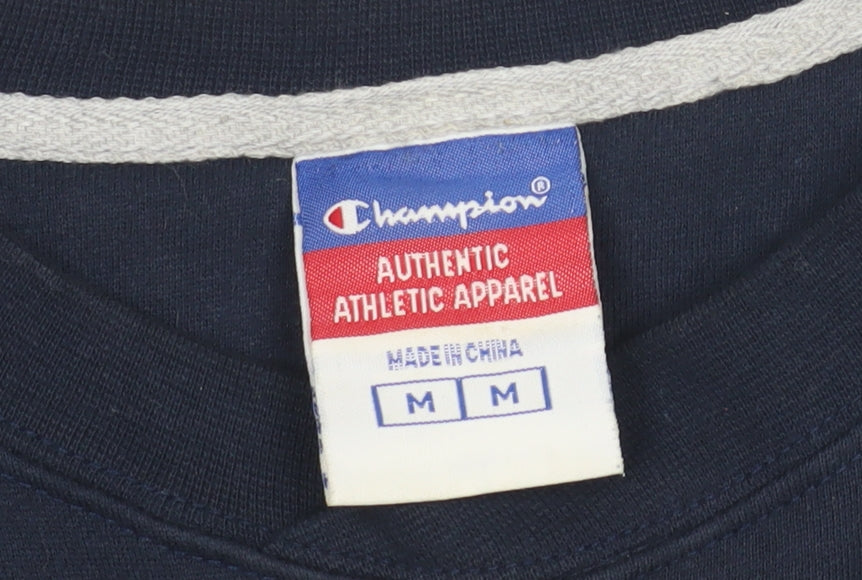 Champion®
AUTHENTIC
ATHLETIC APPAREL
MADE IN CHINA
M M